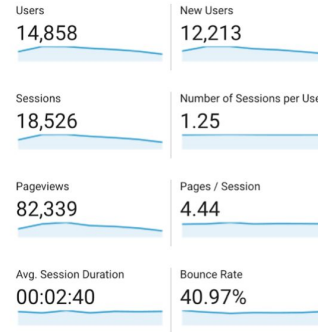 Users
New Users
14,858
12,213
Sessions
Number of Sessions per Use
18,526
1.25
Pageviews
Pages / Session
82,339
4.44
Avg. Session Duration
Bounce Rate
00:02:40
40.97%